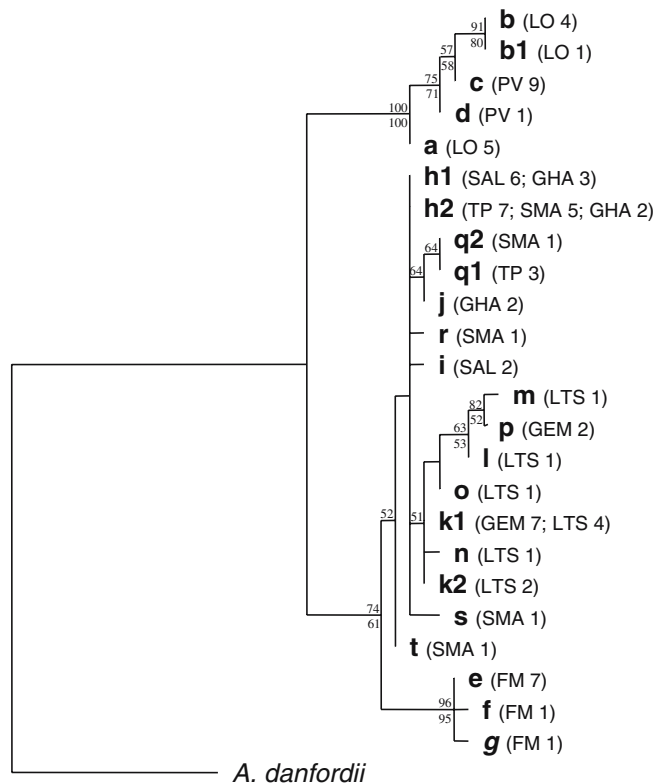 91
80
b (LO 4)
b1 (LO 1)
57
58
c (PV 9)
75
71
d (PV 1)
100
100
a (LO 5)
h1 (SAL 6; GHA 3)
h2 (TP 7; SMA 5; GHA 2)
64
q2 (SMA 1)
64
q1 (TP 3)
j (GHA 2)
r (SMA 1)
i (SAL 2)
82
52
m (LTS 1)
p (GEM 2)
63
53
l (LTS 1)
o (LTS 1)
52
51
k1 (GEM 7; LTS 4)
n (LTS 1)
k2 (LTS 2)
74
61
s (SMA 1)
t (SMA 1)
e (FM 7)
96
95
f (FM 1)
g (FM 1)
A. danfordii